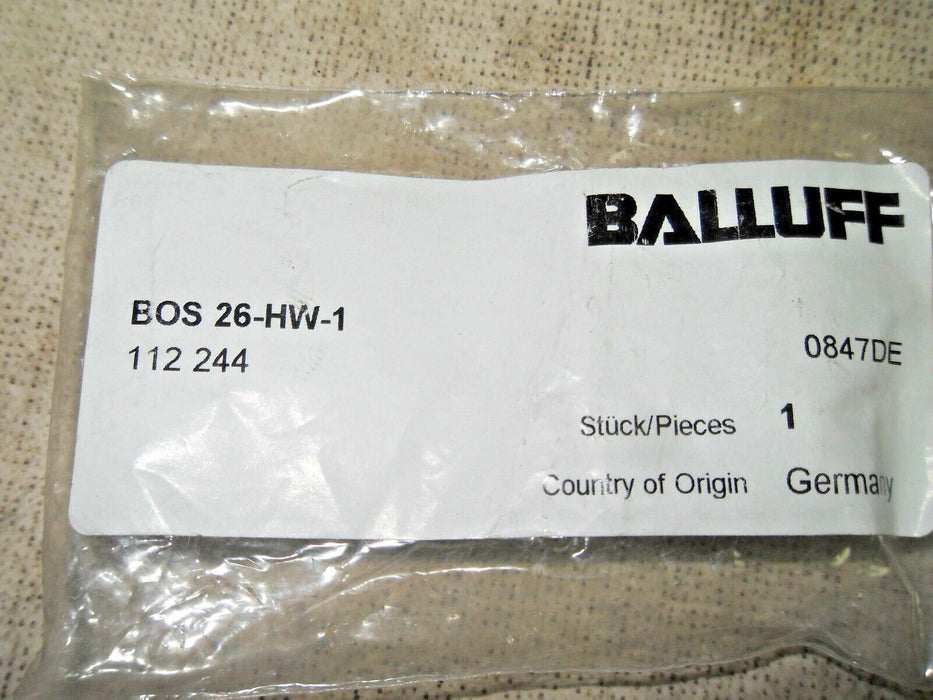 BALLUFF
BOS 26-HW-1
112 244
0847DE
Stück/Pieces 1
Country of Origin Germany